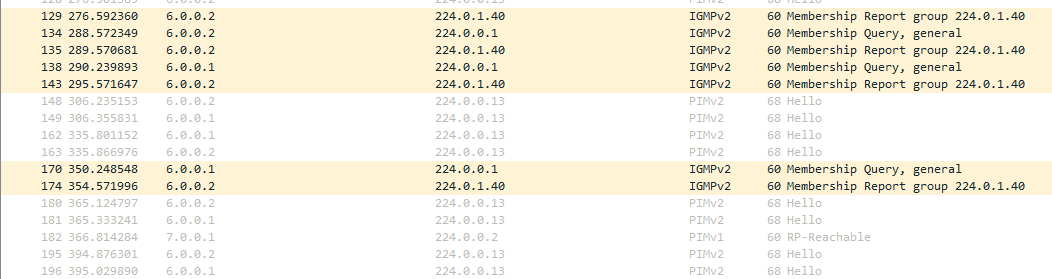 129 276.592360 6.0.0.2 224.0.1.40 IGMPv2 60 Membership Report group 224.0.1.40
134 288.572349 6.0.0.2 224.0.0.1 IGMPv2 60 Membership Query, general
135 289.570681 6.0.0.2 224.0.1.40 IGMPv2 60 Membership Report group 224.0.1.40
138 290.239893 6.0.0.1 224.0.0.1 IGMPv2 60 Membership Query, general
143 295.571647 6.0.0.2 224.0.1.40 IGMPv2 60 Membership Report group 224.0.1.40
148 306.235153 6.0.0.2 224.0.0.13 PIMv2 68 Hello
149 306.355831 6.0.0.1 224.0.0.13 PIMv2 68 Hello
162 335.801152 6.0.0.1 224.0.0.13 PIMv2 68 Hello
163 335.866976 6.0.0.2 224.0.0.13 PIMv2 68 Hello
170 350.248548 6.0.0.1 224.0.0.1 IGMPv2 60 Membership Query, general
174 354.571996 6.0.0.2 224.0.1.40 IGMPv2 60 Membership Report group 224.0.1.40
180 365.124797 6.0.0.2 224.0.0.13 PIMv2 68 Hello
181 365.333241 6.0.0.1 224.0.0.13 PIMv2 68 Hello
182 366.814284 7.0.0.1 224.0.0.2 PIMv1 60 RP-Reachable
195 394.876301 6.0.0.2 224.0.0.13 PIMv2 68 Hello
196 395.029890 6.0.0.1 224.0.0.13 PIMv2 68 Hello